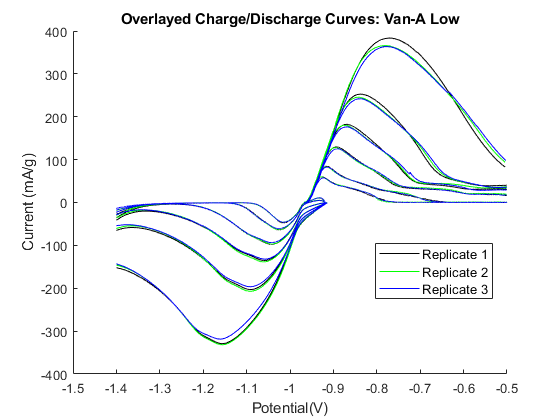 Overlayed Charge/Discharge Curves: Van-A Low
400
300
200
100
0
-100
-200
-300
-400
Current (mA/g)
Replicate 1
Replicate 2
Replicate 3
-1.5 -1.4 -1.3 -1.2 -1.1 -1 -0.9 -0.8 -0.7 -0.6 -0.5
Potential(V)